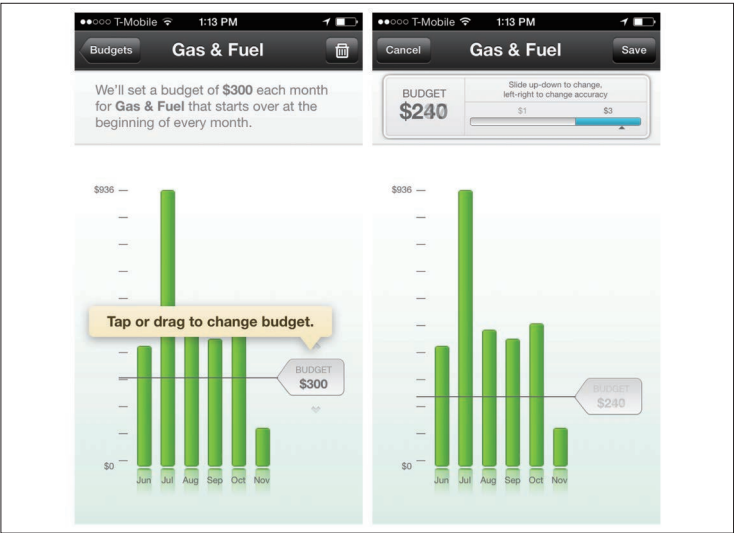 T-Mobile 1:13 PM
Budgets Gas & Fuel
We'll set a budget of $300 each month
for Gas & Fuel that starts over at the
beginning of every month.
$936
Tap or drag to change budget.
BUDGET
$300
$0
Jun Jul Aug Sep Oct Nov
T-Mobile 1:13 PM
Cancel Gas & Fuel Save
BUDGET
$240
Slide up-down to change,
left-right to change accuracy
$1 $3
$936
BUDGET
$240
$0
Jun Jul Aug Sep Oct Nov